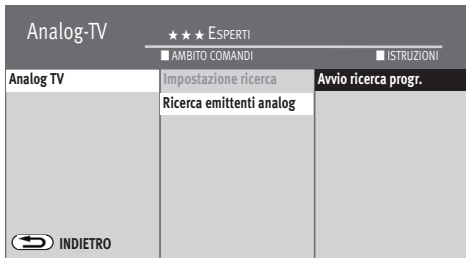 Analog-TV
★★★ ESPERTI
AMBITO COMANDI
ISTRUZIONI
Analog TV
Impostazione ricerca
Avvio ricerca progr.
Ricerca emittenti analog
INDIETRO